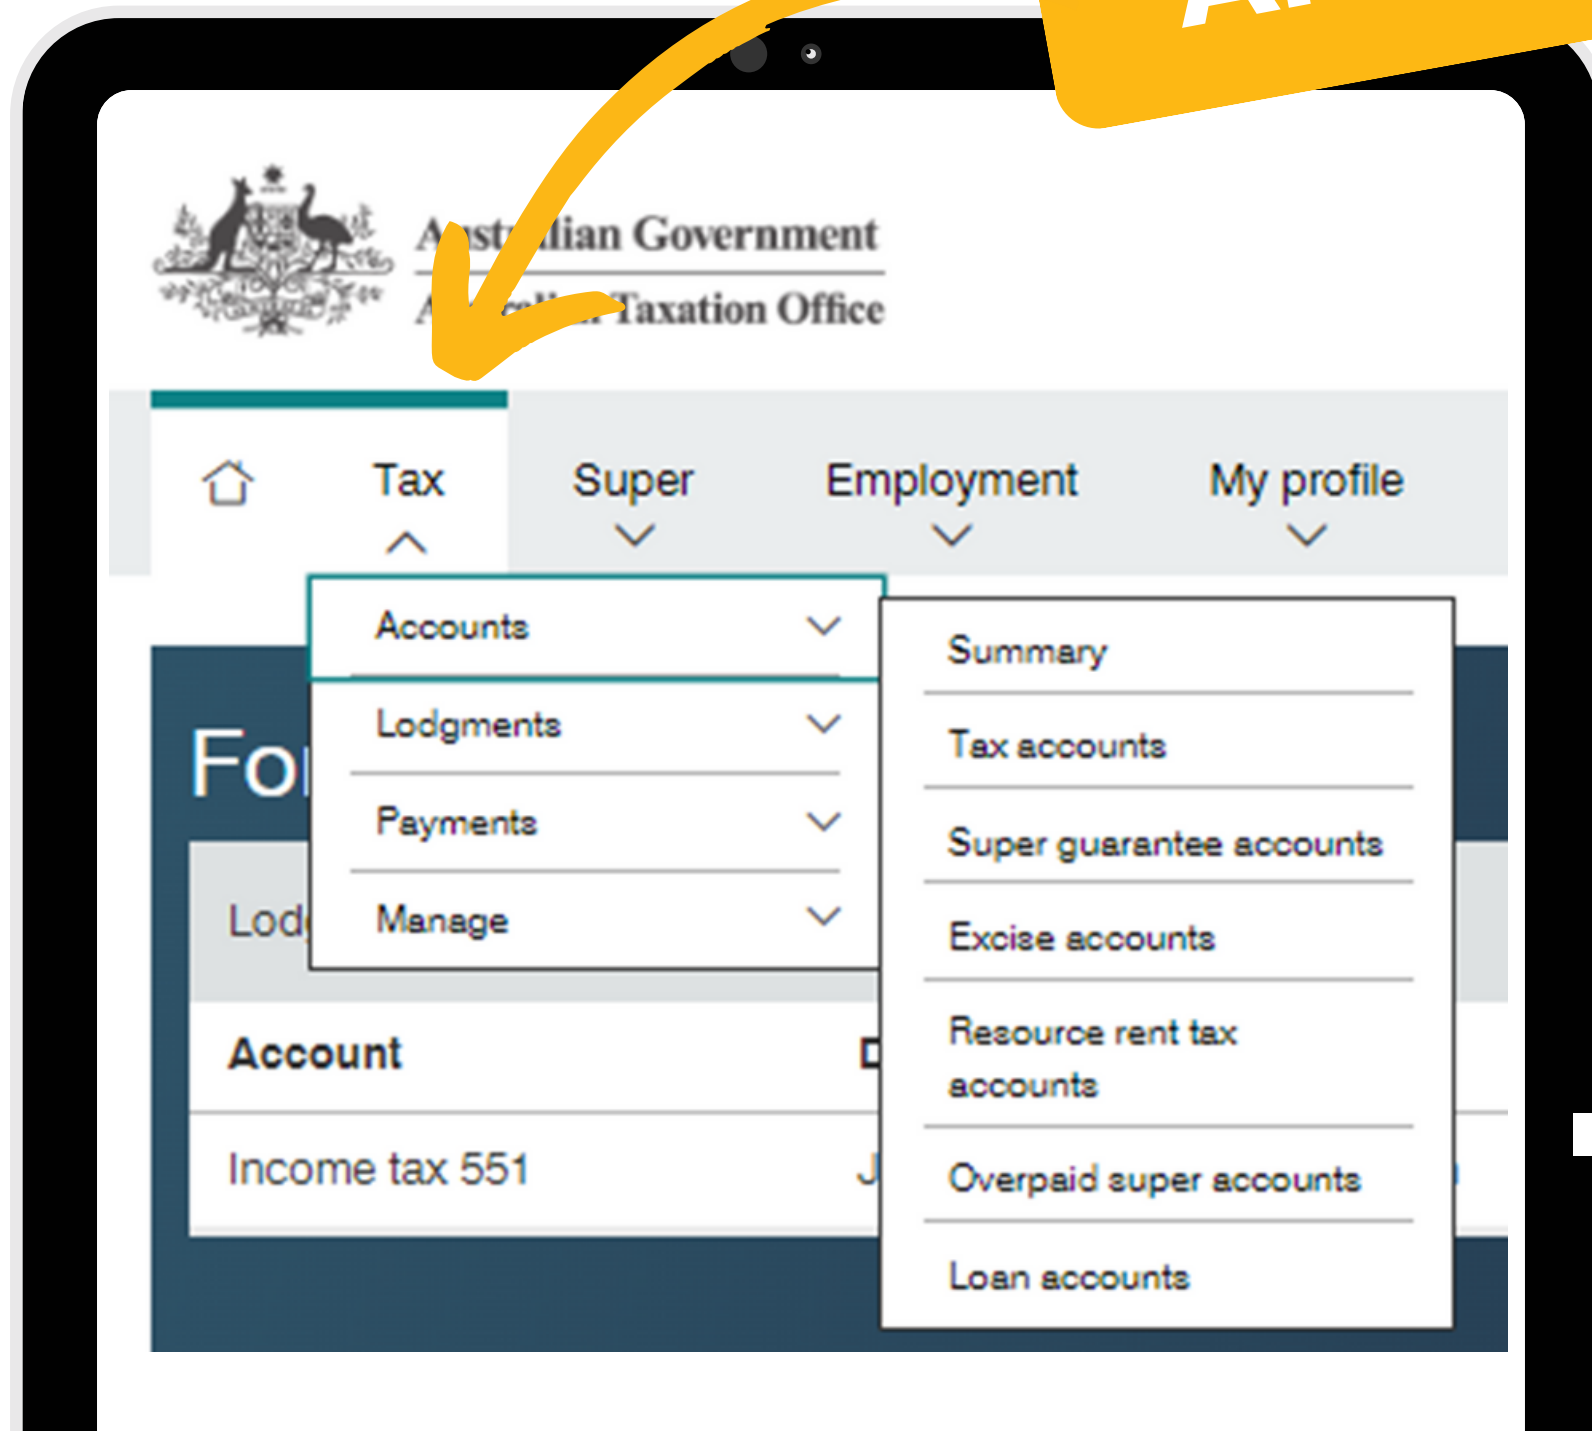 Australian Government
Australian Taxation Office
Tax
Super
Employment
My profile
Accounts
Lodgments
Payments
Manage
Summary
Tax accounts
Super guarantee accounts
Excise accounts
Resource rent tax
accounts
Overpaid super accounts
Loan accounts
Account
Income tax 551